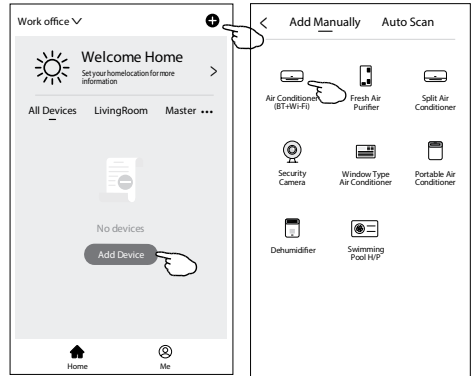 Work office
Welcome Home
Set your home location for more
information
All Devices LivingRoom Master •••
No devices
Add Device
Home Me
Add Manually Auto Scan
Air Conditioner
(BT+Wi-Fi)
Fresh Air
Purifier
Split Air
Conditioner
Security
Camera
Window Type
Air Conditioner
Portable Air
Conditioner
Dehumidifier
Swimming
Pool H/P